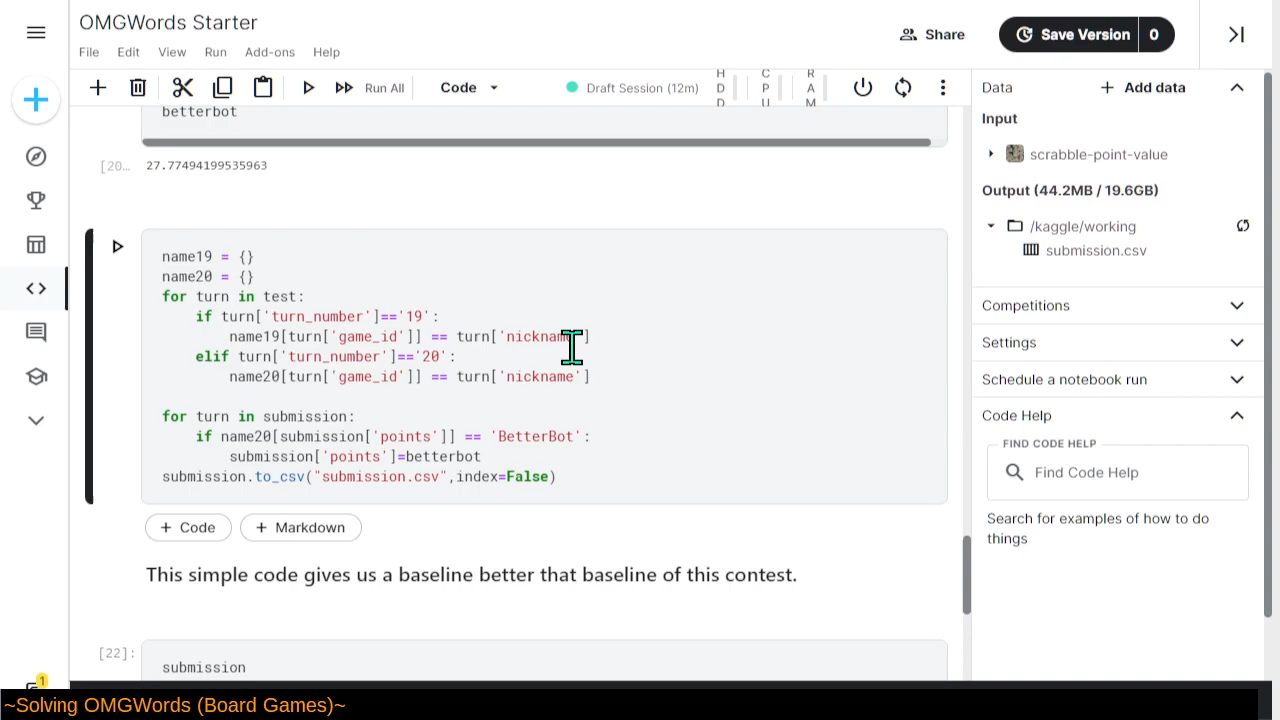 OMGWords Starter
File Edit View Run Add-ons Help
Share
Save Version 0
Run All
Code
Draft Session (12m)
HDD
CPU
RAM
betterbot
[20…
27.77494199535963
name19 = {}
name20 = {}
for turn in test:
if turn['turn_number']=='19':
name19[turn['game_id']] == turn['nickname']
elif turn['turn_number']=='20':
name20[turn['game_id']] == turn['nickname']
for turn in submission:
if name20[submission['points']] == 'BetterBot':
submission['points']=betterbot
submission.to_csv("submission.csv",index=False)
+ Code + Markdown
This simple code gives us a baseline better that baseline of this contest.
[22]:
submission
Data
+ Add data
Input
scrabble-point-value
Output (44.2MB / 19.6GB)
/kaggle/working
submission.csv
Competitions
Settings
Schedule a notebook run
Code Help
FIND CODE HELP
Find Code Help
Search for examples of how to do
things
1
~Solving OMGWords (Board Games)~